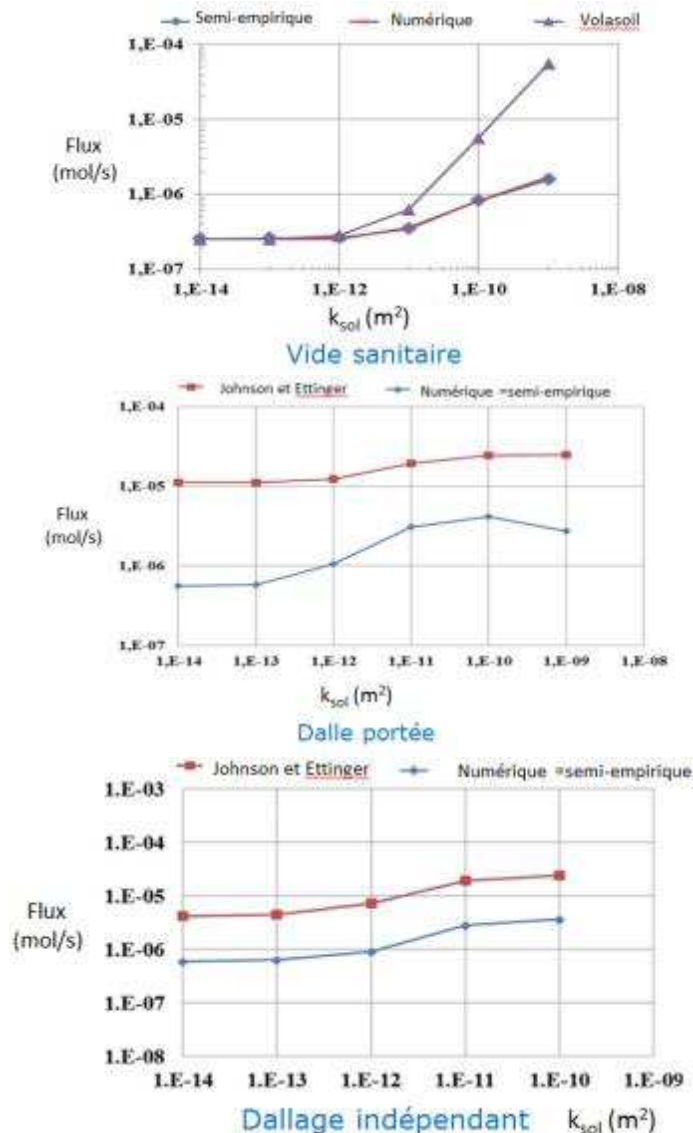 Semi-empirique Numérique Volasoil
1,E-04
1,E-05
Flux
(mol/s)
1,E-06
1,E-07
1,E-14 1,E-12 1,E-10 1,E-08
ksol (m²)
Vide sanitaire
Johnson et Ettinger Numérique =semi-empirique
1,E-04
1,E-05
Flux
(mol/s)
1,E-06
1,E-07
1,E-14 1,E-13 1,E-12 1,E-11 1,E-10 1,E-09 1,E-08
ksol (m²)
Dalle portée
Johnson et Ettinger Numérique =semi-empirique
1.E-03
1.E-04
1.E-05
Flux
(mol/s)
1.E-06
1.E-07
1.E-08
1.E-14 1.E-13 1.E-12 1.E-11 1.E-10 1.E-09
Dallage indépendant ksol (m²)